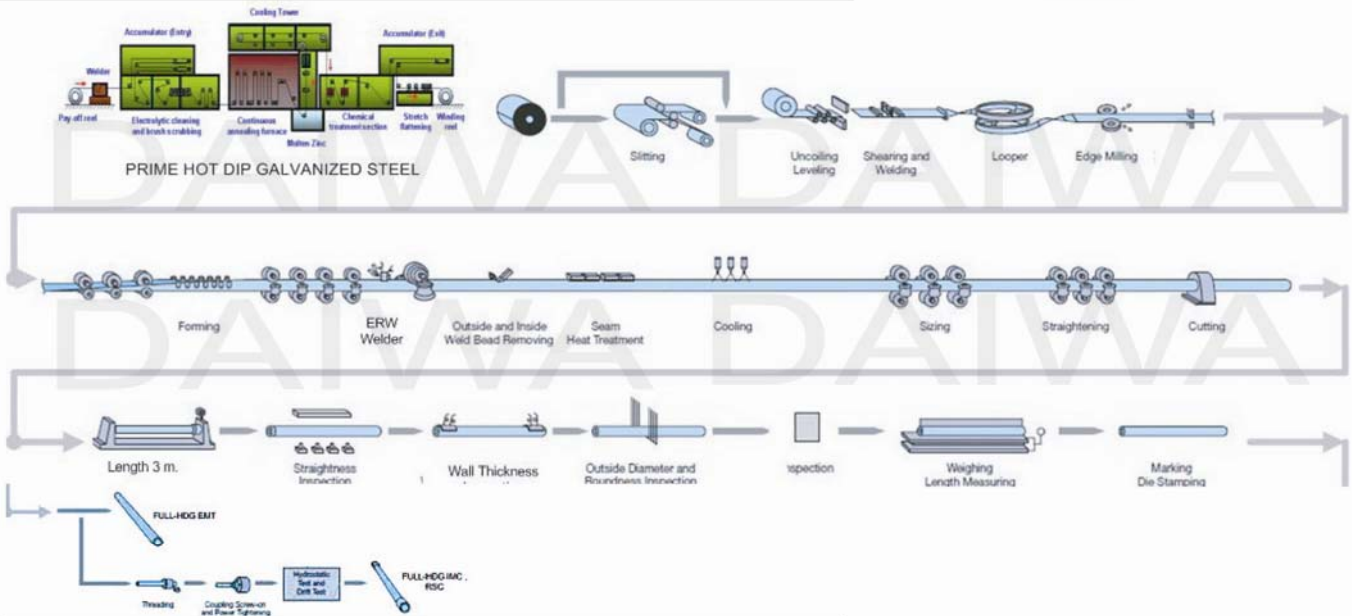 Cooling Tower
Accumulator (Entry)
Accumulator (Exit)
Welder
Pay-off reel
Electrolytic cleaning
and brush scrubbing
Continuous
annealing furnace
Molten Zinc
Chemical
treatment section
Stretch
flattening
Winding
reel
PRIME HOT DIP GALVANIZED STEEL
Slitting
Uncoiling
Leveling
Shearing and
Welding
Looper
Edge Milling
DAIWA DAIWA
Forming
ERW
Welder
Outside and Inside
Weld Bead Removing
Seam
Heat Treatment
Cooling
Sizing
Straightening
Cutting
DAIWA DAIWA
Length 3 m.
Straightness
Inspection
Wall Thickness
Outside Diameter and
Roundness Inspection
nspection
Weighing
Length Measuring
Marking
Die Stamping
FULL-HDG EMT
Threading
Coupling Screw-on
and Power Tightening
Hydrostatic
Test and
Drift Test
FULL-HDG IMC ,
RSC